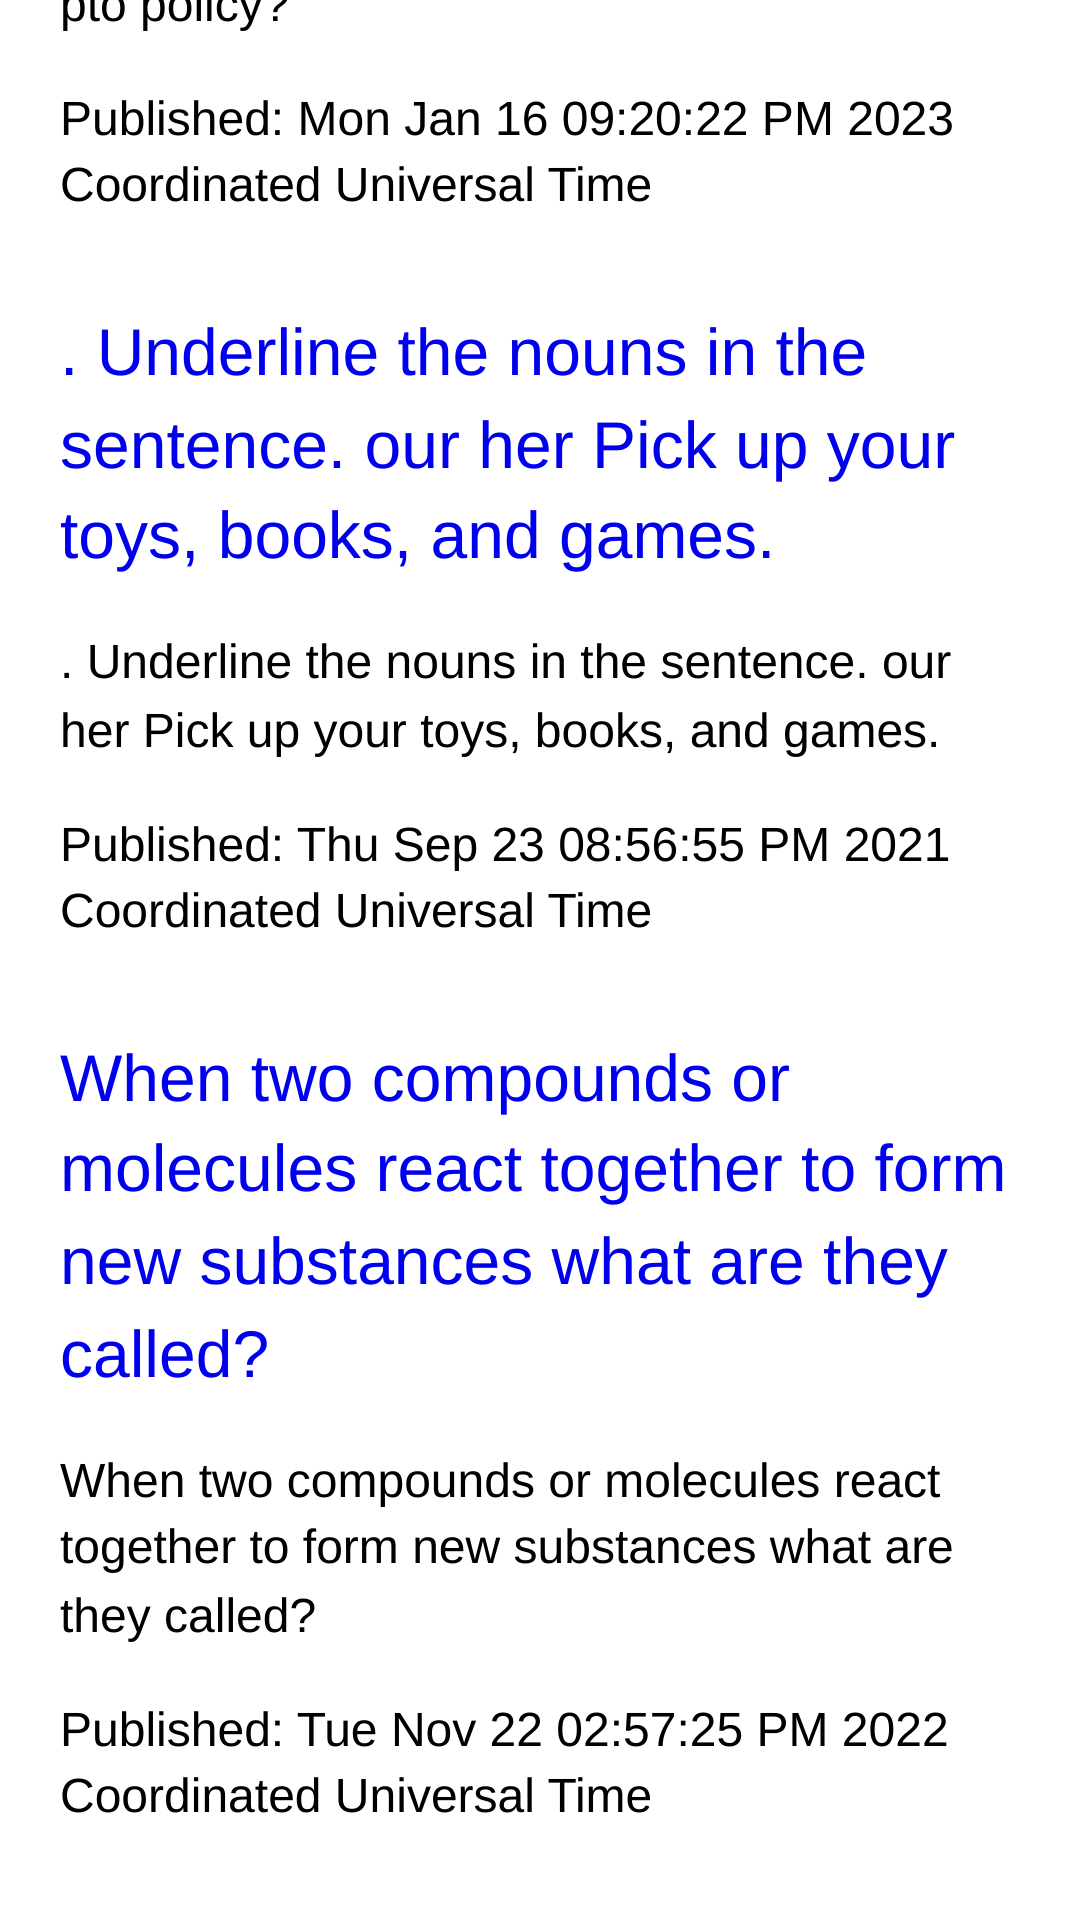 pto policy?
Published: Mon Jan 16 09:20:22 PM 2023
Coordinated Universal Time
. Underline the nouns in the
sentence. our her Pick up your
toys, books, and games.
. Underline the nouns in the sentence. our
her Pick up your toys, books, and games.
Published: Thu Sep 23 08:56:55 PM 2021
Coordinated Universal Time
When two compounds or
molecules react together to form
new substances what are they
called?
When two compounds or molecules react
together to form new substances what are
they called?
Published: Tue Nov 22 02:57:25 PM 2022
Coordinated Universal Time